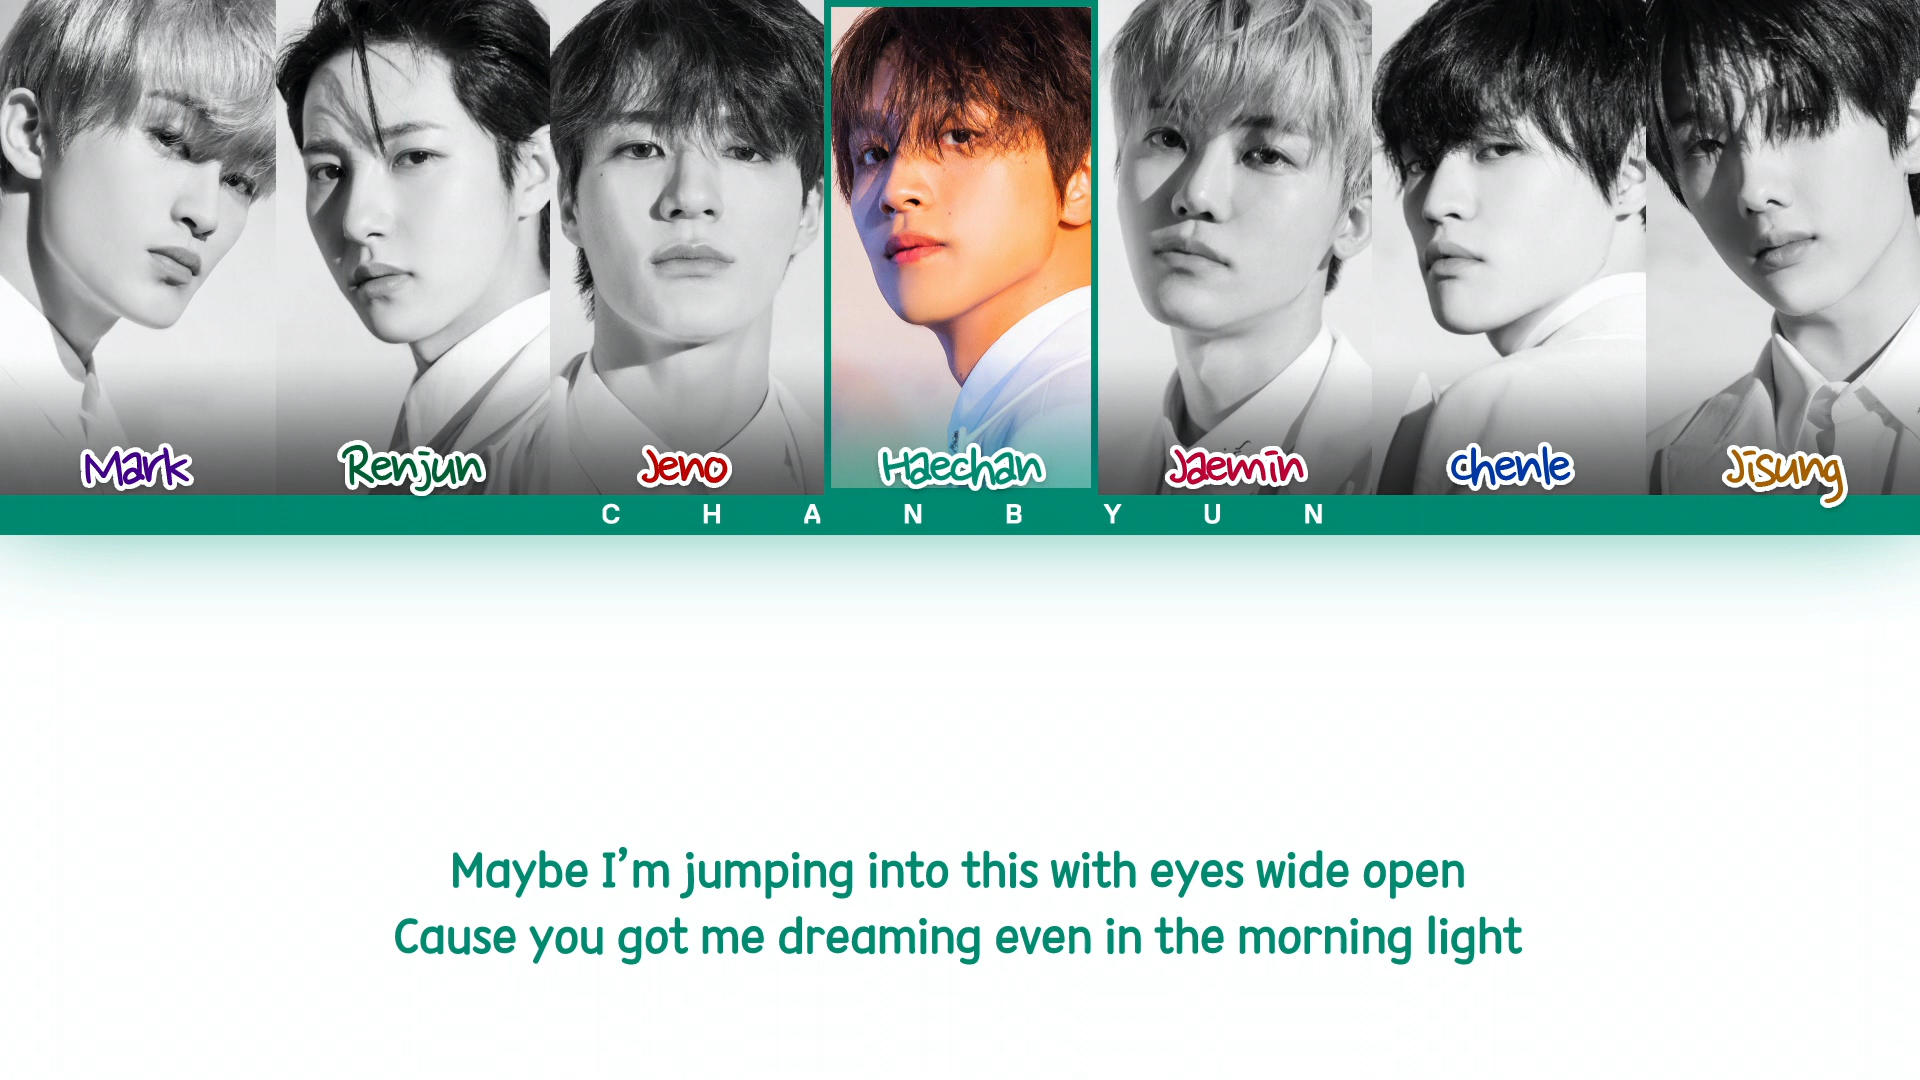 Mark
Renjun
Jeno
Haechan
Jaemin
Chenle
Jisung
CHANBYUN
Maybe I’m jumping into this with eyes wide open
Cause you got me dreaming even in the morning light